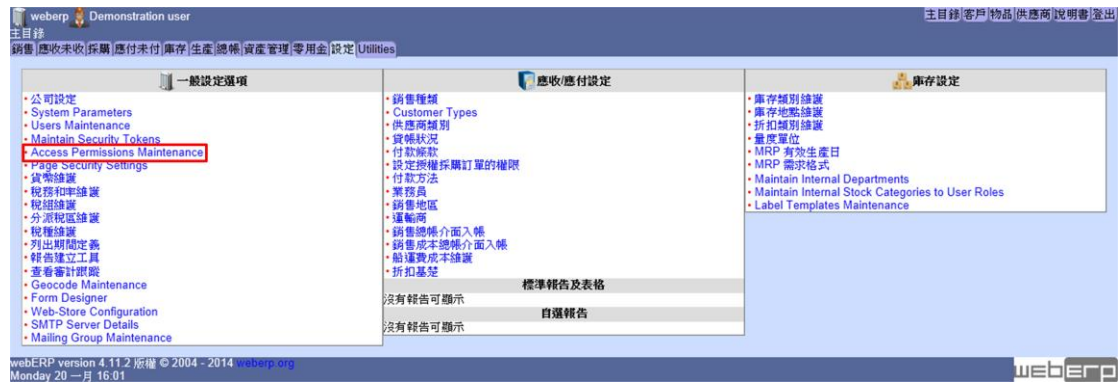 weberp Demonstration user
主目錄|客戶|物品|供應商|說明書|登出
主目錄
銷售|應收未收|採購|應付未付|庫存|生產|總帳|資產管理|零用金|設定|Utilities
一般設定選項
• 公司設定
• System Parameters
• Users Maintenance
• Maintain Security Tokens
• Access Permissions Maintenance
• Page Security Settings
• 貨幣維護
• 稅務和率維護
• 稅組維護
• 分派稅區維護
• 稅種維護
• 列出期間定義
• 報告建立工具
• 查看審計跟蹤
• Geocode Maintenance
• Form Designer
• Web-Store Configuration
• SMTP Server Details
• Mailing Group Maintenance
應收/應付設定
• 銷售種類
• Customer Types
• 供應商類別
• 貸帳狀況
• 付款條款
• 設定授權採購訂單的權限
• 付款方法
• 業務員
• 銷售地區
• 運輸商
• 銷售總帳介面入帳
• 銷售成本總帳介面入帳
• 船運費成本維護
• 折扣基楚
標準報告及表格
沒有報告可顯示
自選報告
沒有報告可顯示
庫存設定
• 庫存類別維護
• 庫存地點維護
• 折扣類別維護
• 量度單位
• MRP 有效生產日
• MRP 需求格式
• Maintain Internal Departments
• Maintain Internal Stock Categories to User Roles
• Label Templates Maintenance
webERP version 4.11.2 版權 © 2004 - 2014 weberp.org
Monday 20 一月 16:01
weberp